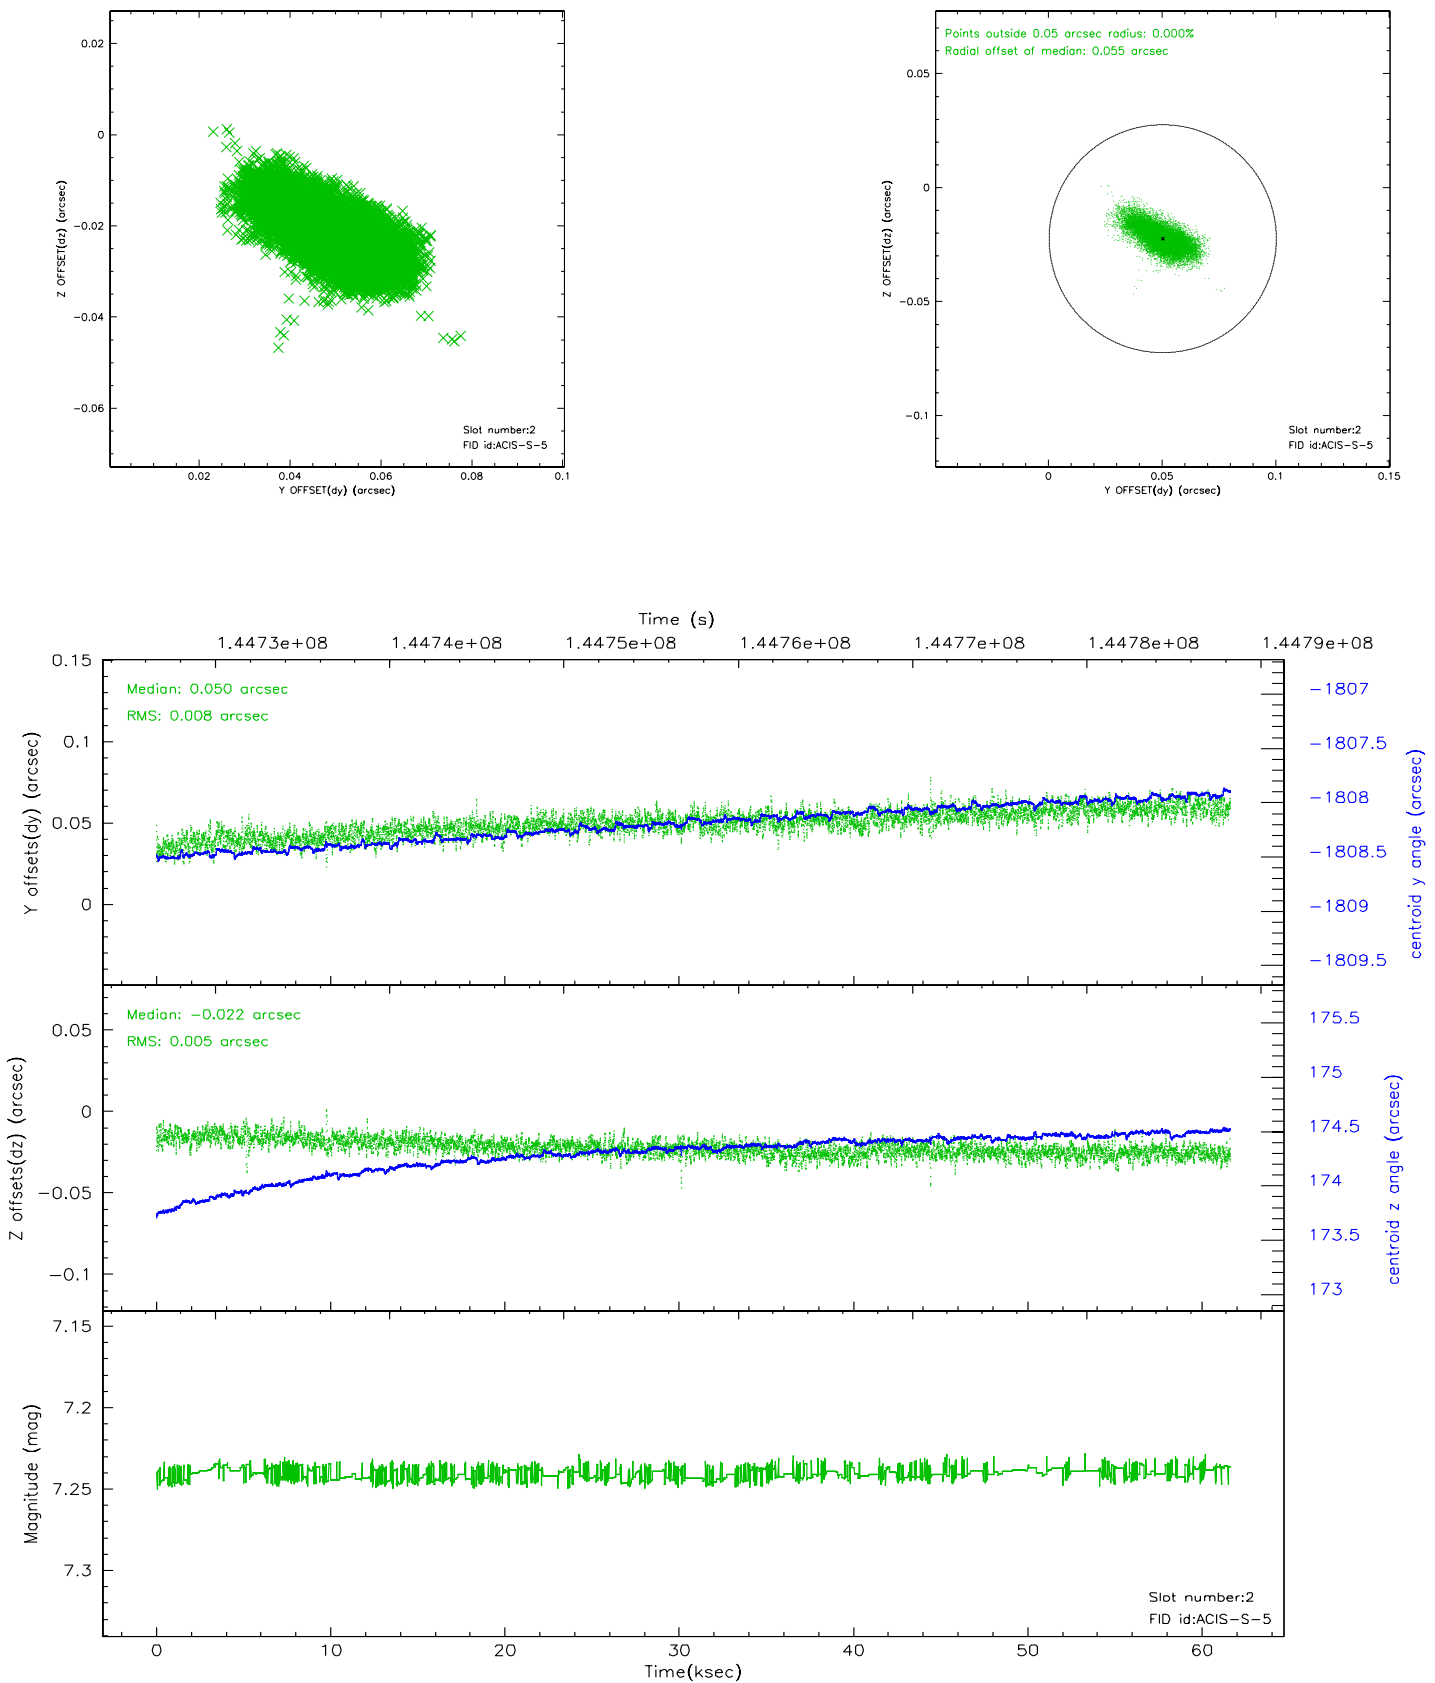 0.02
0
−0.02
−0.04
−0.06
Z OFFSET(dz) (arcsec)
Slot number:2
FID id:ACIS−S−5
0.02 0.04 0.06 0.08 0.1
Y OFFSET(dy) (arcsec)
Points outside 0.05 arcsec radius: 0.000%
Radial offset of median: 0.055 arcsec
0.05
0
−0.05
−0.1
Z OFFSET(dz) (arcsec)
Slot number:2
FID id:ACIS−S−5
0 0.05 0.1 0.15
Y OFFSET(dy) (arcsec)
Time (s)
1.4473e+08 1.4474e+08 1.4475e+08 1.4476e+08 1.4477e+08 1.4478e+08 1.4479e+08
0.15
0.1
0.05
0
Y offsets(dy) (arcsec)
Median: 0.050 arcsec
RMS: 0.008 arcsec
−1807
−1807.5
−1808
−1808.5
−1809
−1809.5
centroid y angle (arcsec)
0.05
0
−0.05
−0.1
Z offsets(dz) (arcsec)
Median: −0.022 arcsec
RMS: 0.005 arcsec
175.5
175
174.5
174
173.5
173
centroid z angle (arcsec)
7.15
7.2
7.25
7.3
Magnitude (mag)
Slot number:2
FID id:ACIS−S−5
0 10 20 30 40 50 60
Time(ksec)